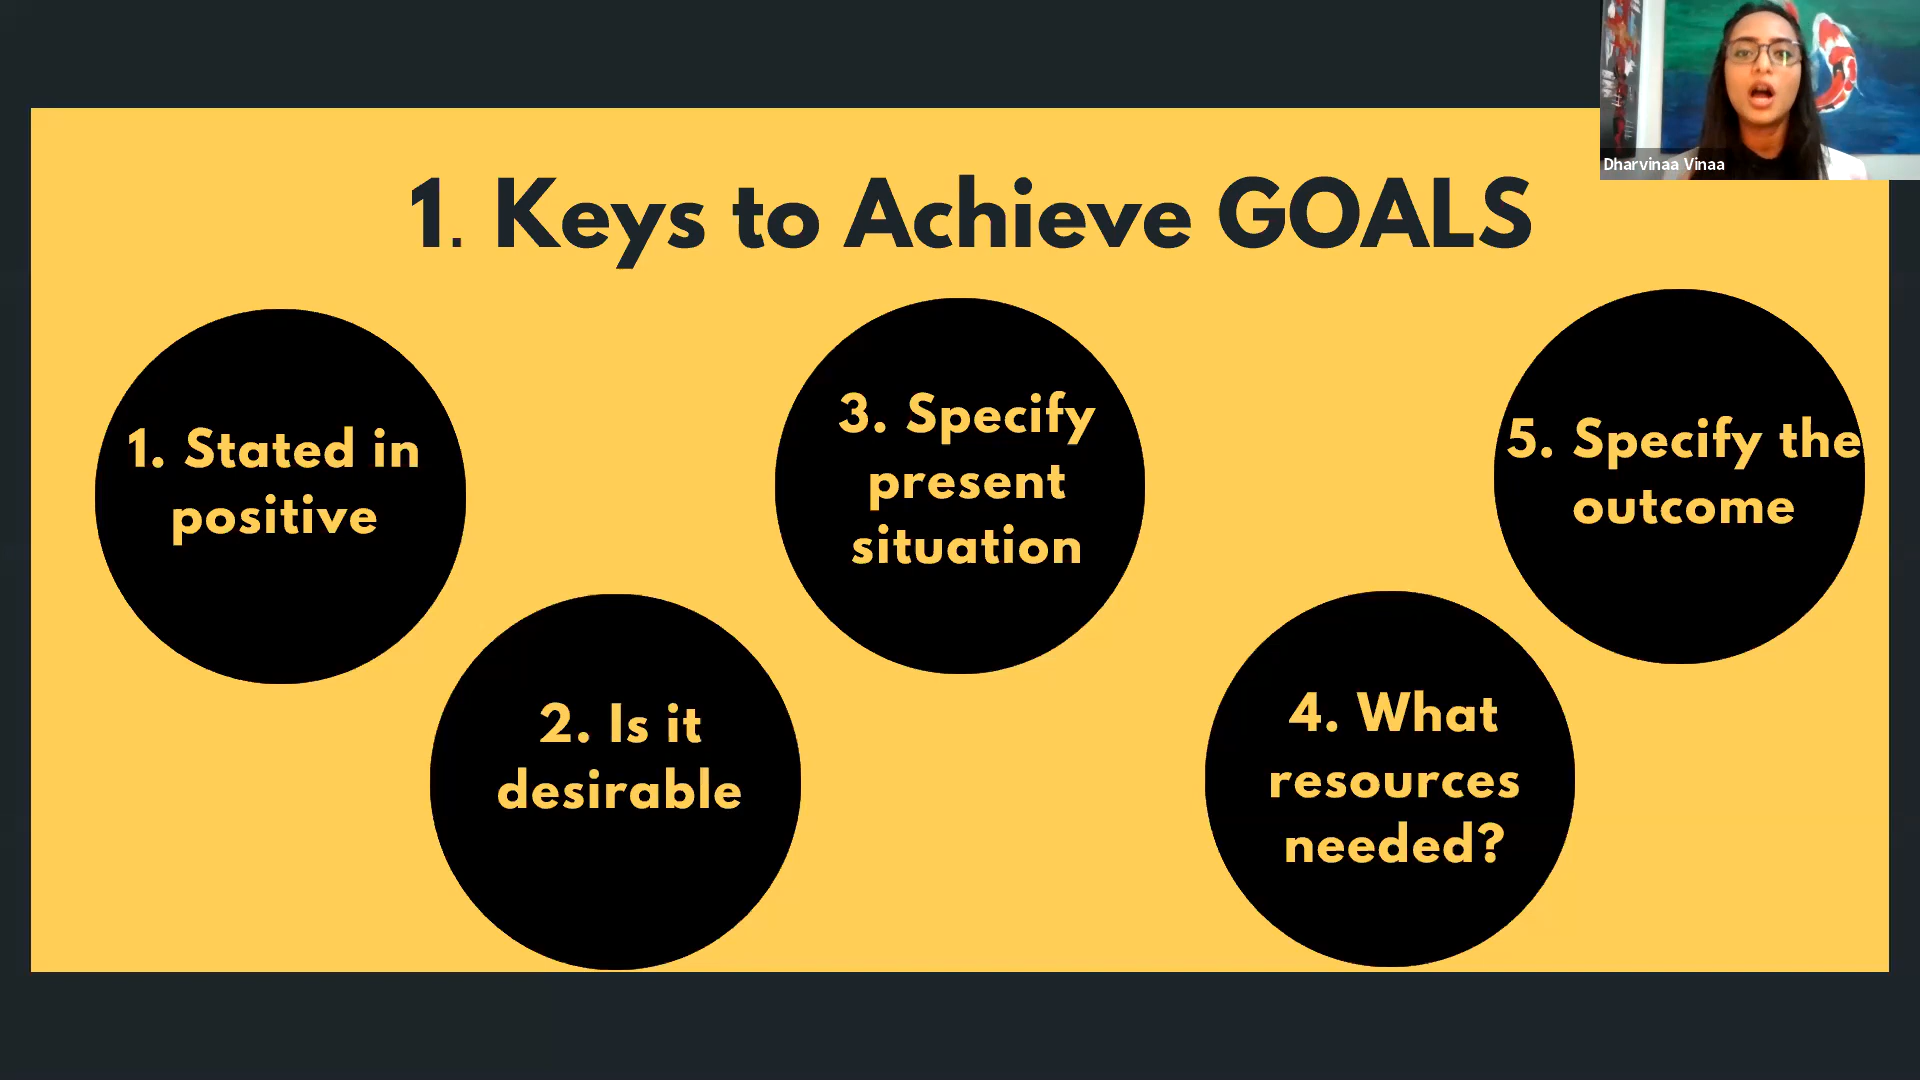 Dharvinaa Vinaa
1. Keys to Achieve GOALS
1. Stated in
positive
2. Is it
desirable
3. Specify
present
situation
4. What
resources
needed?
5. Specify the
outcome